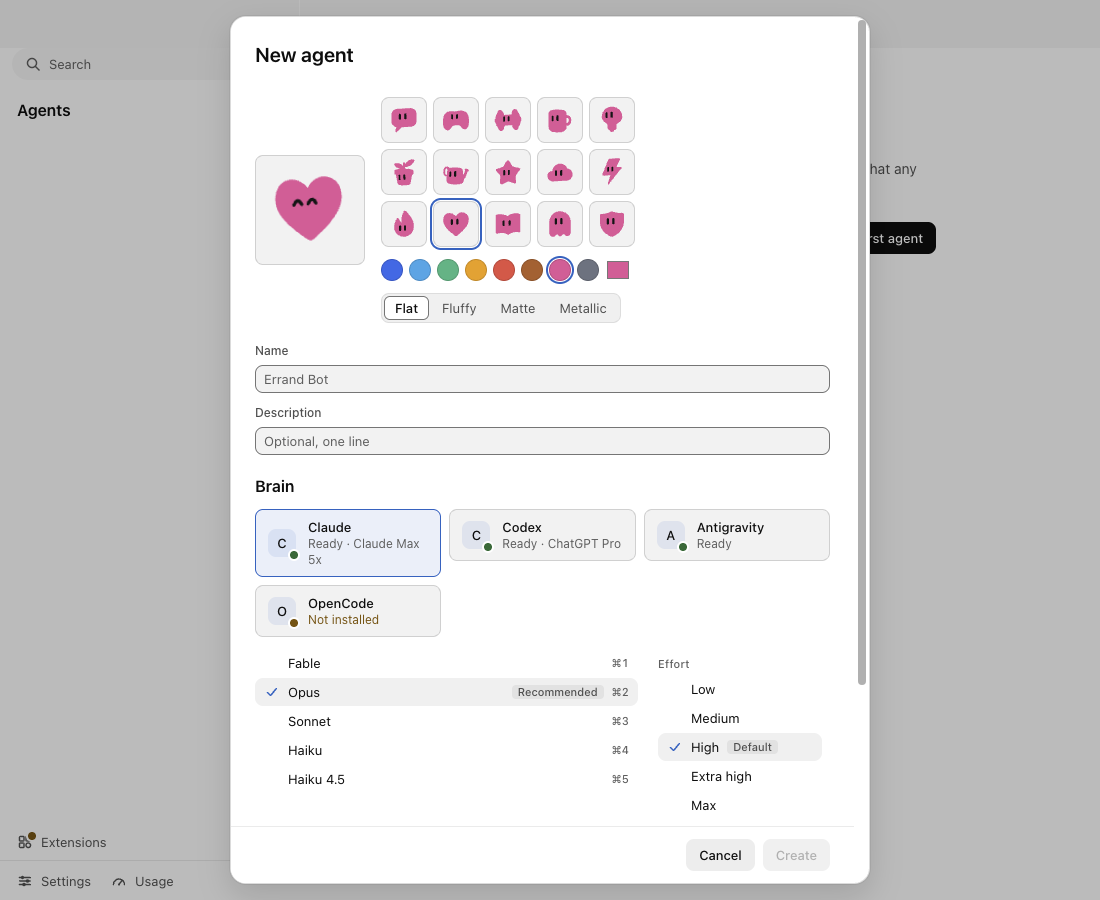 New agent
Search
Agents
hat any
rst agent
Flat
Fluffy
Matte
Metallic
Name
Errand Bot
Description
Optional, one line
Brain
C
Claude
Ready · Claude Max
5x
C
Codex
Ready · ChatGPT Pro
A
Antigravity
Ready
O
OpenCode
Not installed
Fable ⌘1
Opus Recommended ⌘2
Sonnet ⌘3
Haiku ⌘4
Haiku 4.5 ⌘5
Effort
Low
Medium
High Default
Extra high
Max
Extensions
Settings
Usage
Cancel
Create